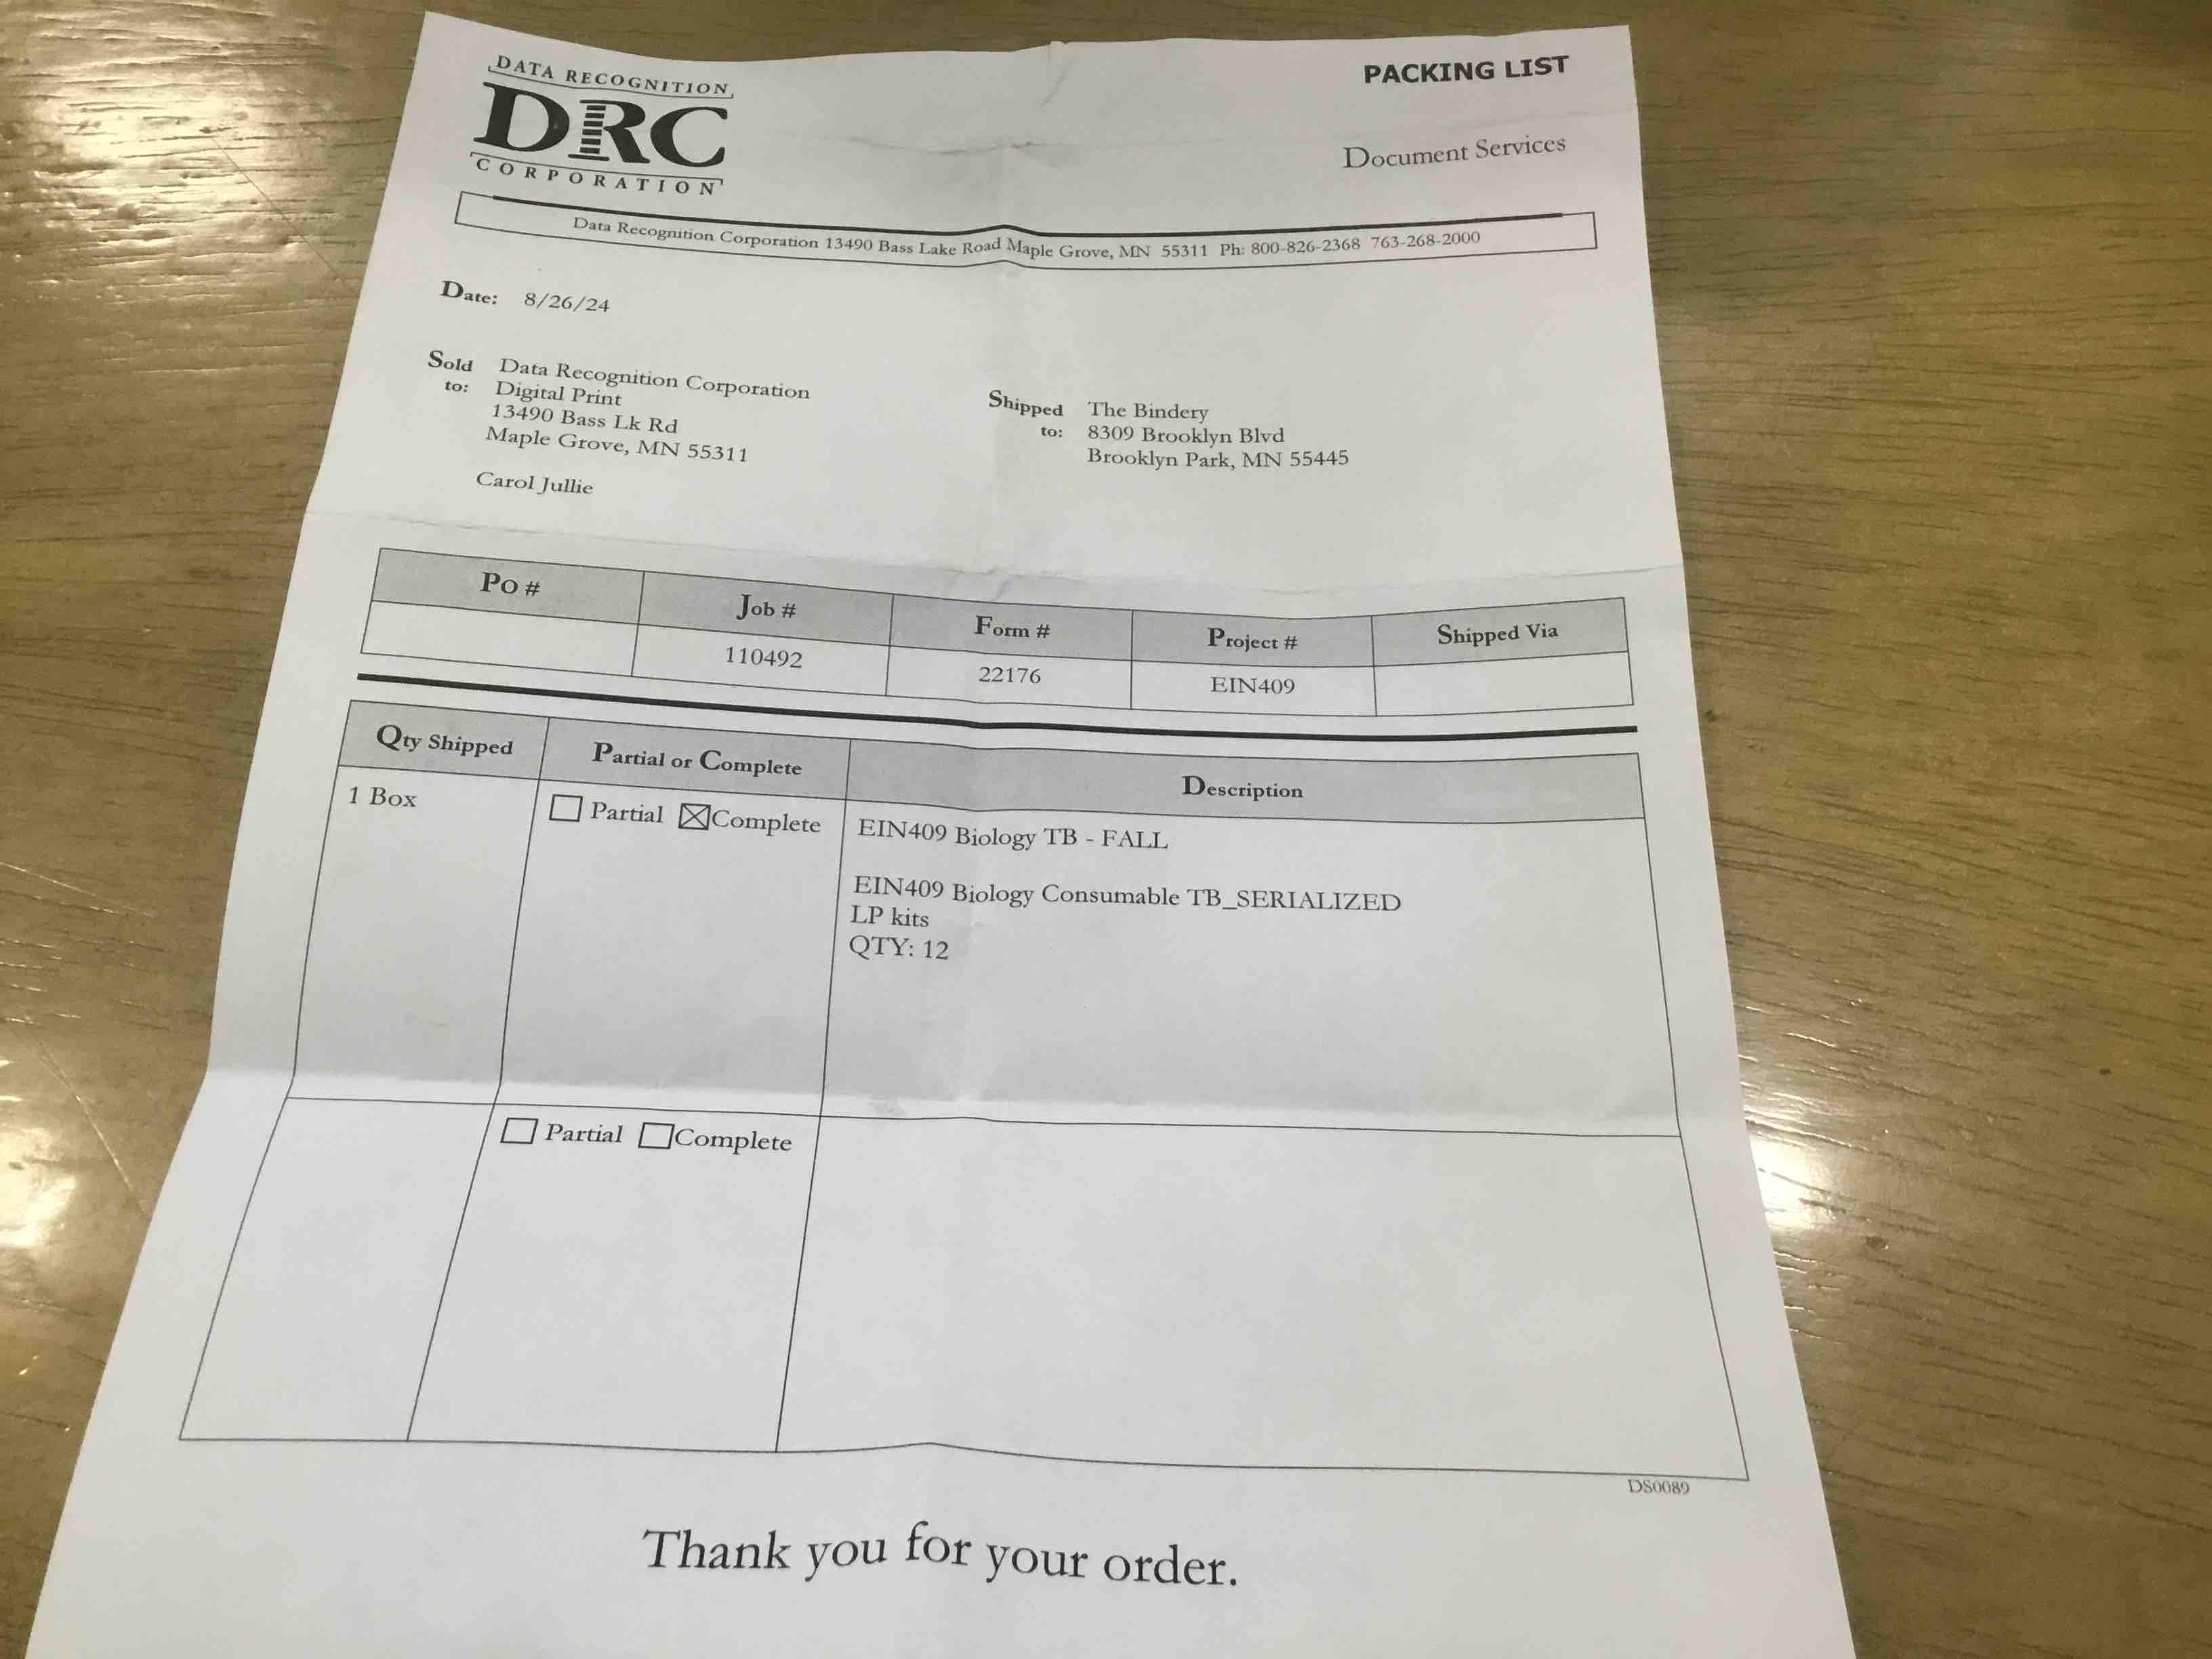 DATA RECOGNITION
DRC
CORPORATION
PACKING LIST
Document Services
Data Recognition Corporation 13490 Bass Lake Road Maple Grove, MN 55311 Ph: 800-826-2368 763-268-2000
Date: 8/26/24
Sold to:
Data Recognition Corporation
Digital Print
13490 Bass Lk Rd
Maple Grove, MN 55311
Carol Jullie
Shipped to:
The Bindery
8309 Brooklyn Blvd
Brooklyn Park, MN 55445
PO # Job # Form # Project # Shipped Via
110492 22176 EIN409
Qty Shipped Partial or Complete Description
1 Box Partial Complete EIN409 Biology TB - FALL
EIN409 Biology Consumable TB_SERIALIZED
LP kits
QTY: 12
Partial Complete
DS0089
Thank you for your order.